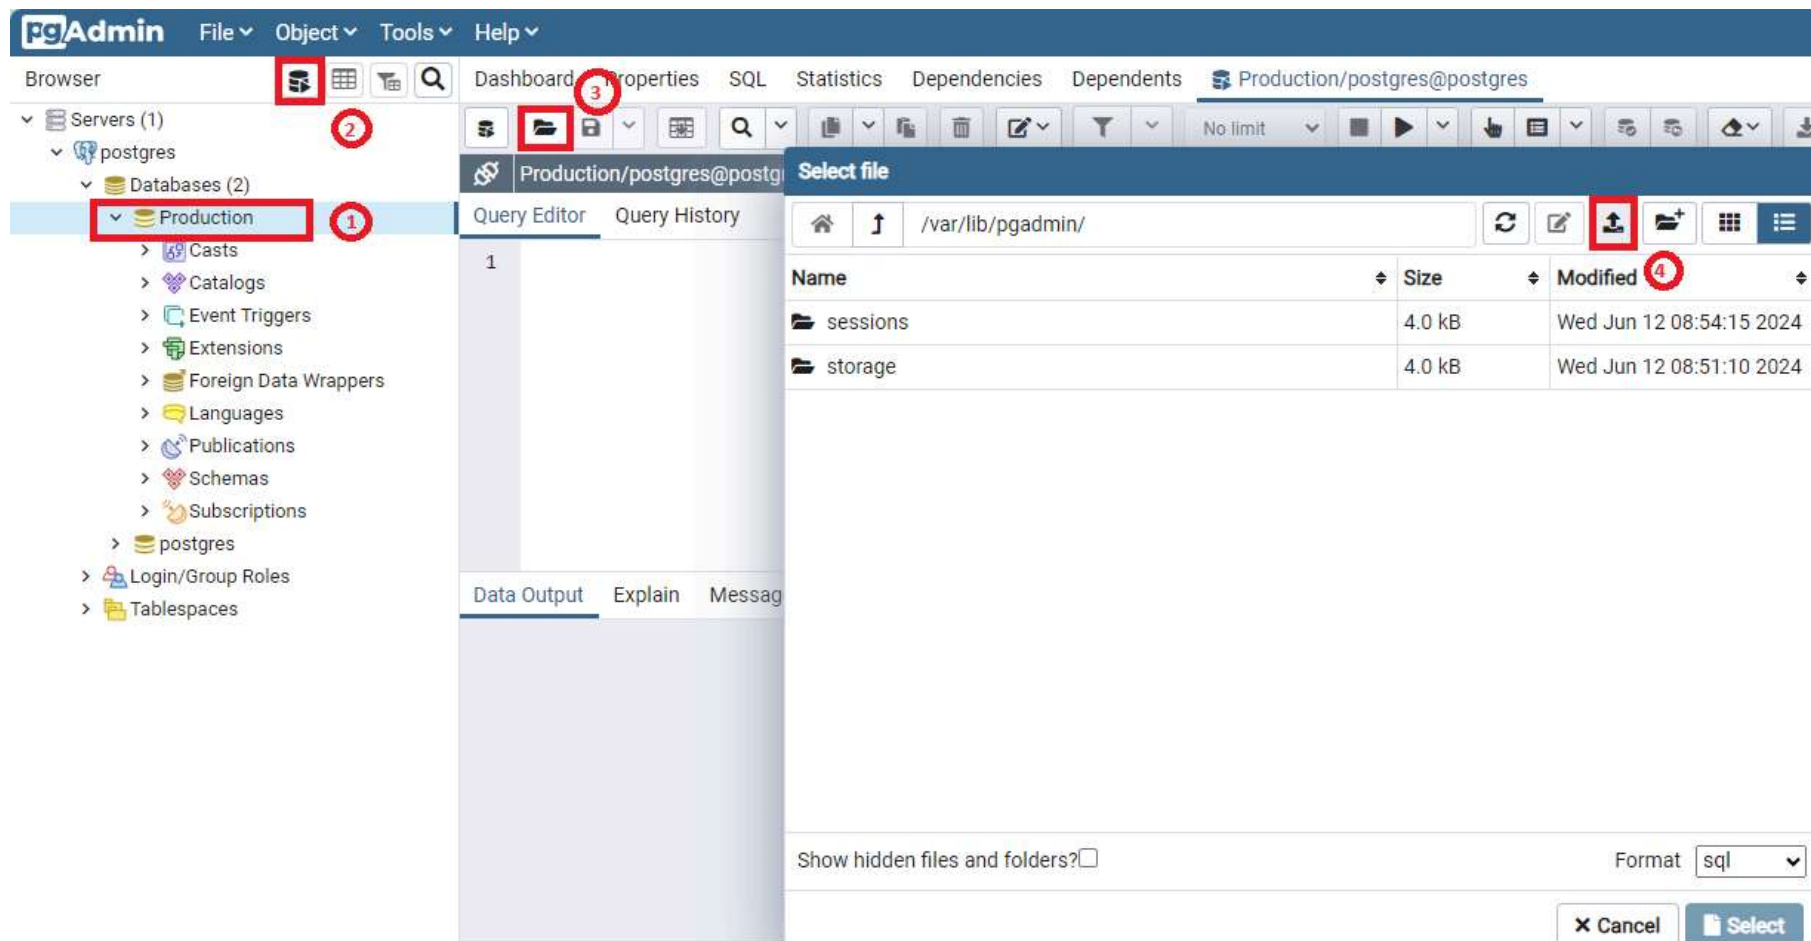 pgAdmin File Object Tools Help
Browser
2
Servers (1)
postgres
Databases (2)
Production
1
Casts
Catalogs
Event Triggers
Extensions
Foreign Data Wrappers
Languages
Publications
Schemas
Subscriptions
postgres
Login/Group Roles
Tablespaces
Dashboard Properties SQL Statistics Dependencies Dependents Production/postgres@postgres
3
No limit
Production/postgres@postg
Query Editor Query History
1
Data Output Explain Messag
Select file
/var/lib/pgadmin/
4
Name Size Modified
sessions 4.0 kB Wed Jun 12 08:54:15 2024
storage 4.0 kB Wed Jun 12 08:51:10 2024
Show hidden files and folders? Format sql
Cancel Select